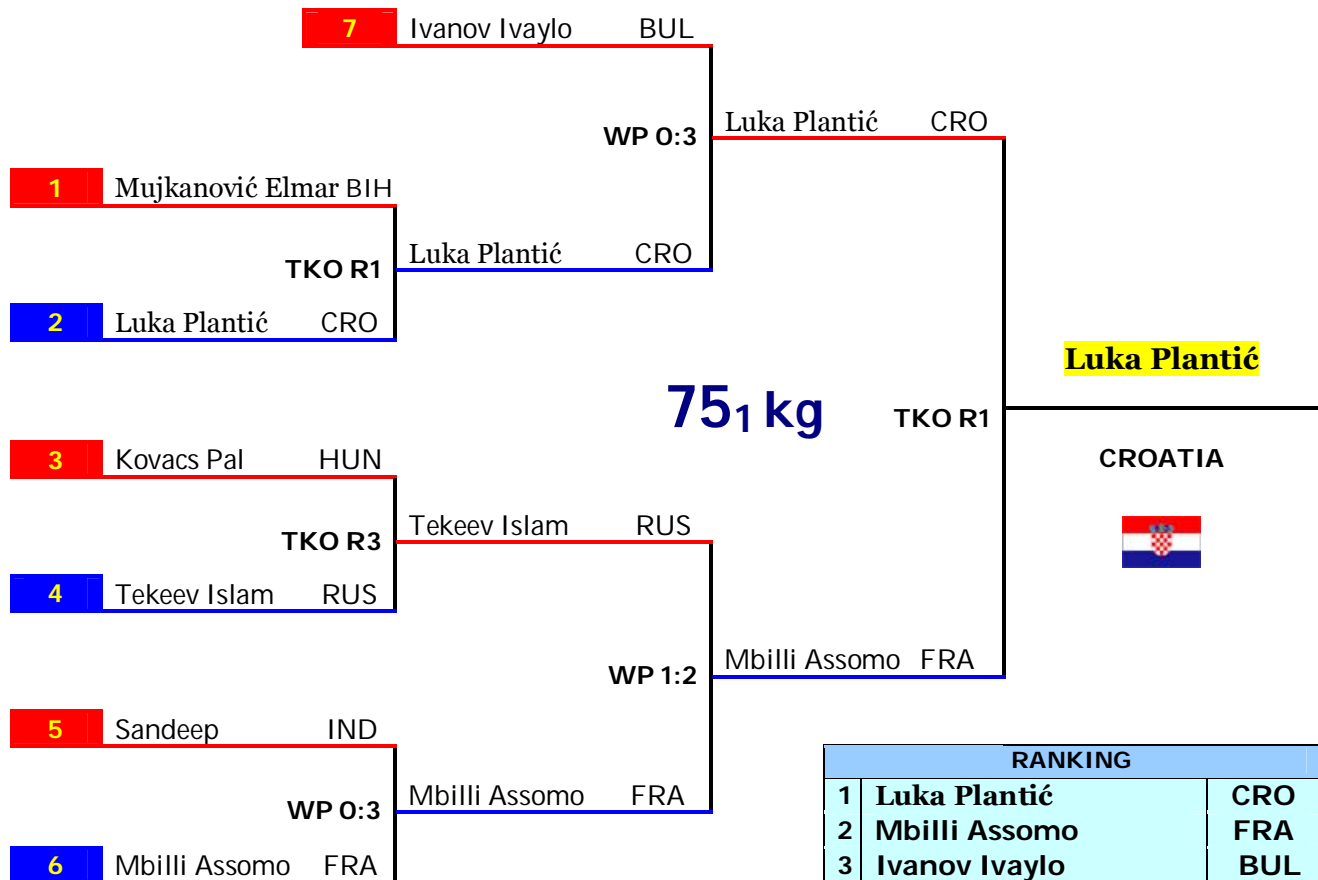 7 Ivanov Ivaylo BUL
WP 0:3 Luka Plantić CRO
1 Mujkanović Elmar BIH
TKO R1 Luka Plantić CRO
2 Luka Plantić CRO
Luka Plantić
75₁ kg TKO R1
3 Kovacs Pal HUN CROATIA
TKO R3 Tekeev Islam RUS
4 Tekeev Islam RUS
WP 1:2 Mbilli Assomo FRA
5 Sandeep IND
RANKING
WP 0:3 Mbilli Assomo FRA
1 Luka Plantić CRO
2 Mbilli Assomo FRA
6 Mbilli Assomo FRA
3 Ivanov Ivaylo BUL